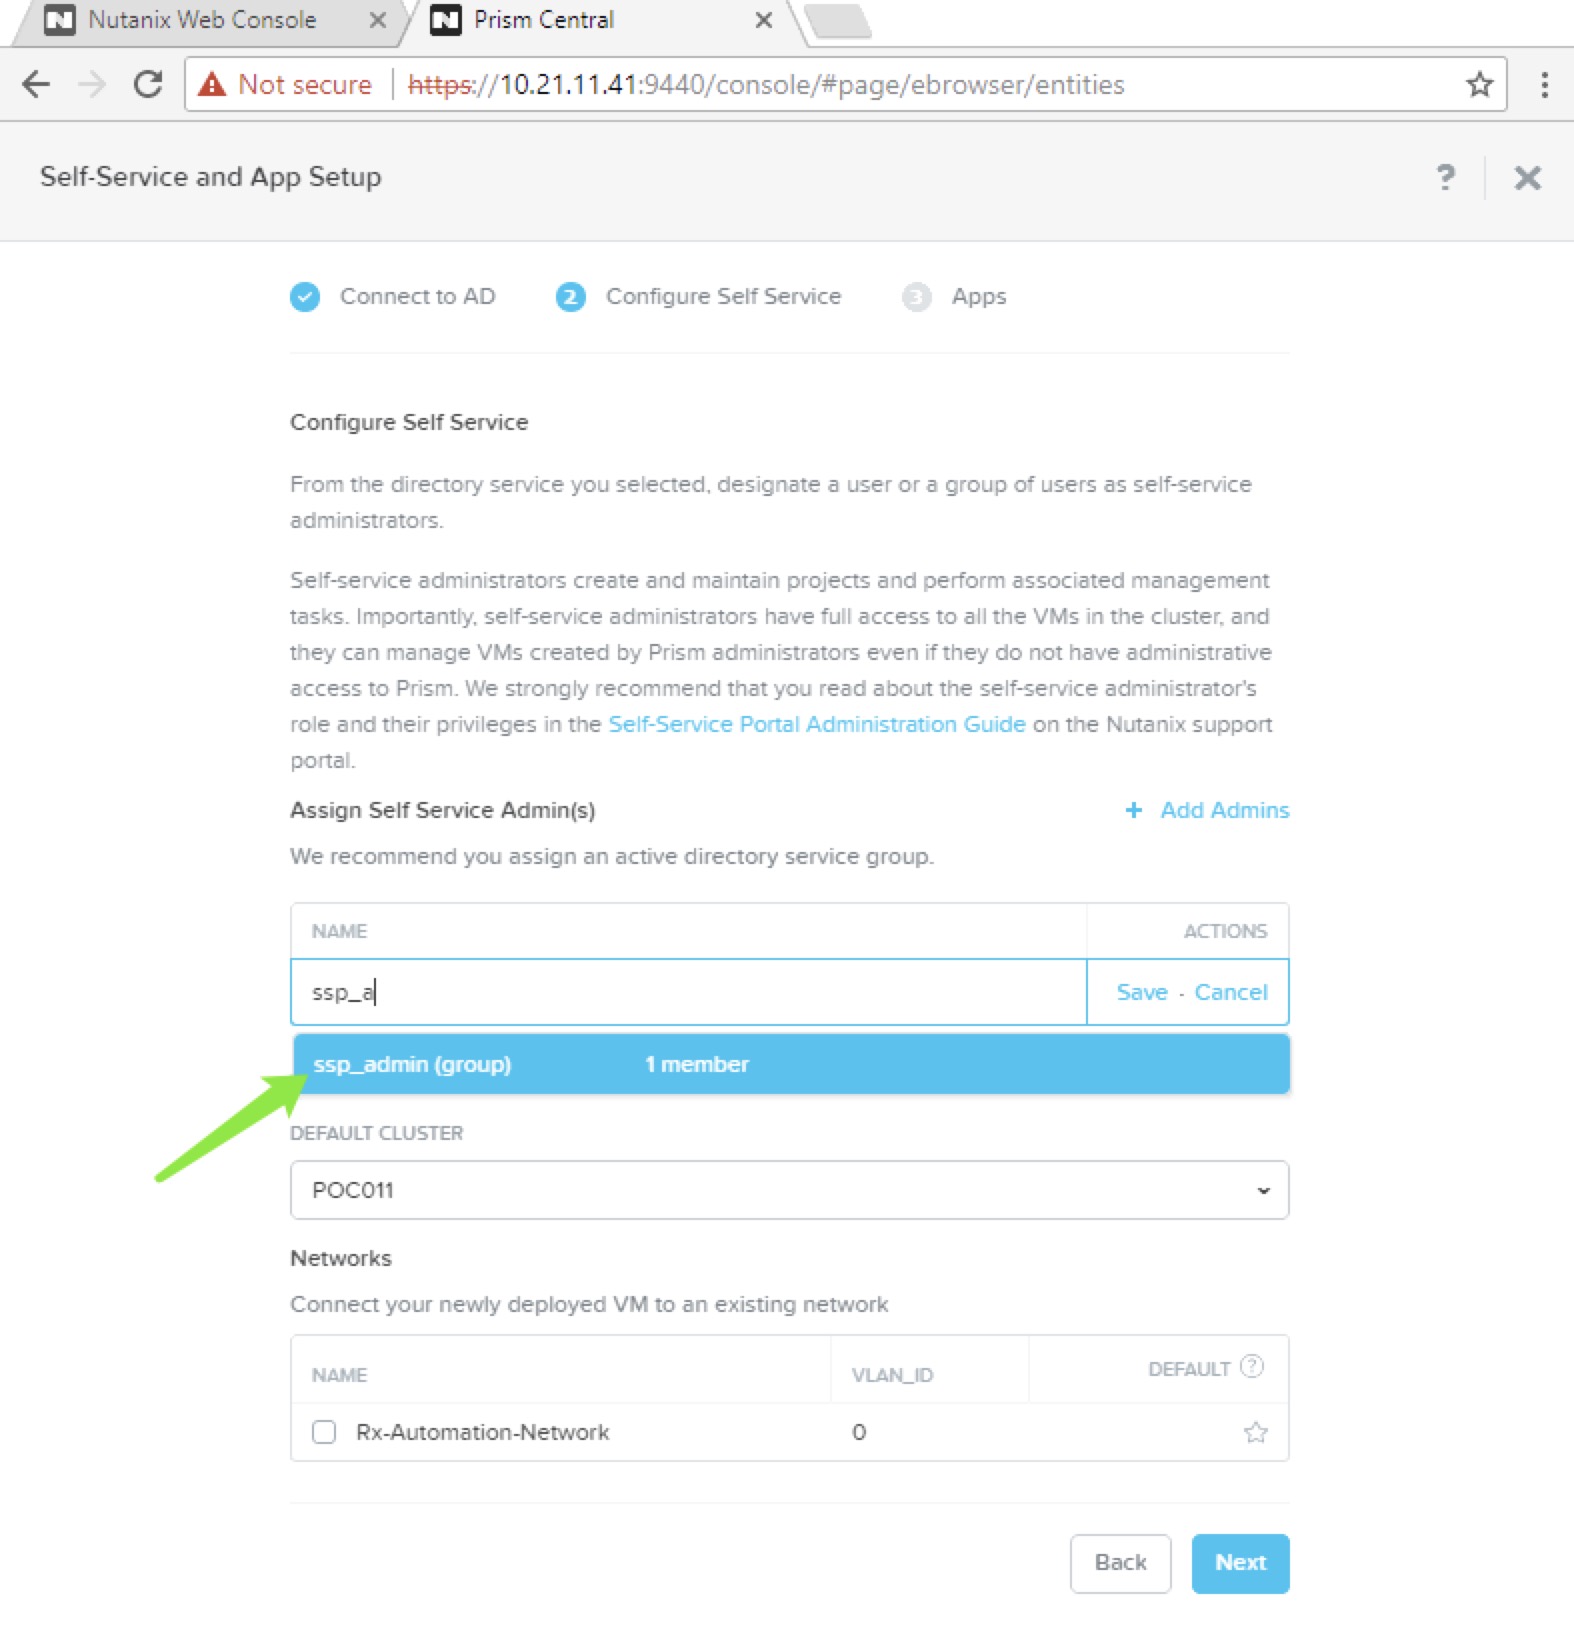 Nutanix Web Console
Prism Central
Not secure https://10.21.11.41:9440/console/#page/ebrowser/entities
Self-Service and App Setup ?
Connect to AD 2 Configure Self Service 3 Apps
Configure Self Service
From the directory service you selected, designate a user or a group of users as self-service
administrators.
Self-service administrators create and maintain projects and perform associated management
tasks. Importantly, self-service administrators have full access to all the VMs in the cluster, and
they can manage VMs created by Prism administrators even if they do not have administrative
access to Prism. We strongly recommend that you read about the self-service administrator's
role and their privileges in the Self-Service Portal Administration Guide on the Nutanix support
portal.
Assign Self Service Admin(s) + Add Admins
We recommend you assign an active directory service group.
NAME ACTIONS
ssp_a Save · Cancel
ssp_admin (group) 1 member
DEFAULT CLUSTER
POC011
Networks
Connect your newly deployed VM to an existing network
NAME VLAN_ID DEFAULT ?
Rx-Automation-Network 0
Back Next